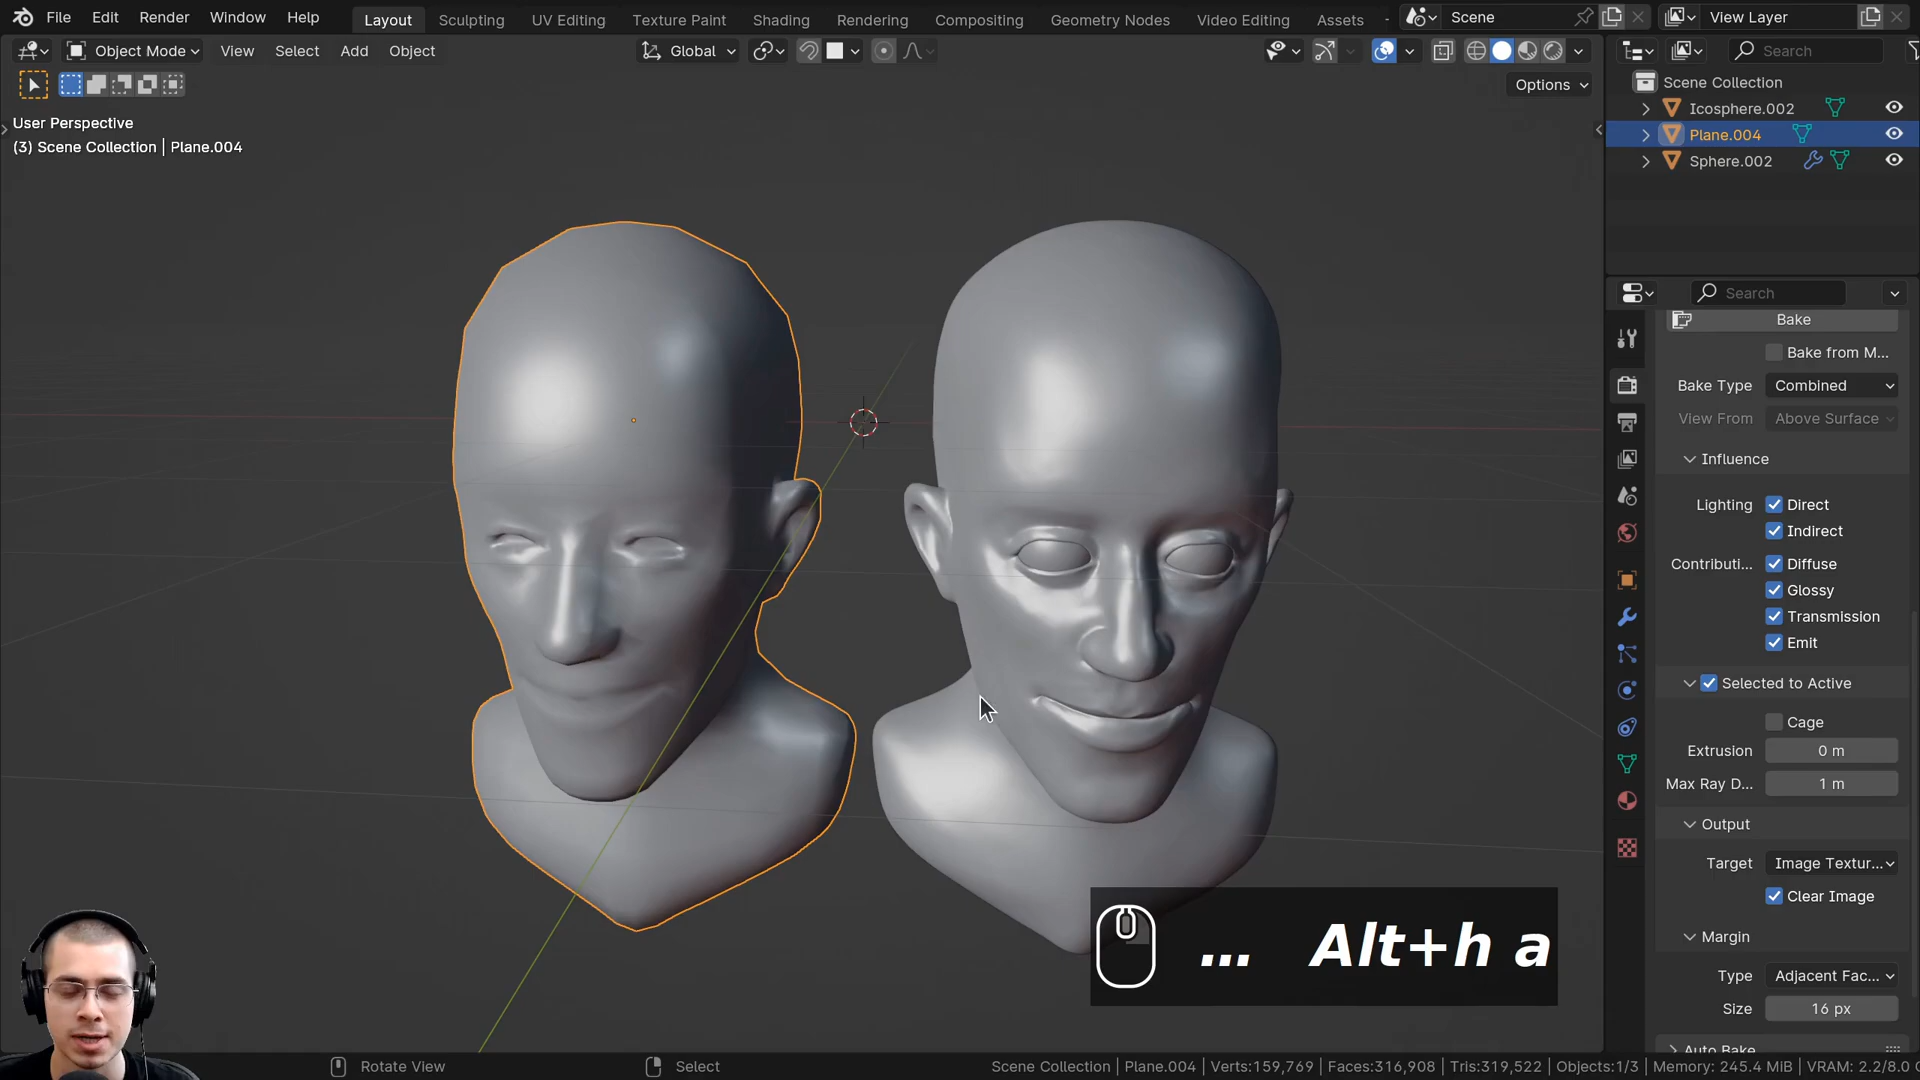 File Edit Render Window Help Layout Sculpting UV Editing Texture Paint Shading Rendering Compositing Geometry Nodes Video Editing Assets Scene View Layer
Object Mode View Select Add Object Global Search
Options
User Perspective
(3) Scene Collection | Plane.004
Scene Collection
Icosphere.002
Plane.004
Sphere.002
Search
Bake
Bake from M...
Bake Type Combined
View From Above Surface
Influence
Lighting Direct
Indirect
Contributi... Diffuse
Glossy
Transmission
Emit
Selected to Active
Cage
Extrusion 0 m
Max Ray D... 1 m
Output
Target Image Textur...
Clear Image
Margin
Type Adjacent Fac...
Size 16 px
Auto Bake
... Alt+h a
Rotate View Select Scene Collection | Plane.004 | Verts:159,769 | Faces:316,908 | Tris:319,522 | Objects:1/3 | Memory: 245.4 MiB | VRAM: 2.2/8.0